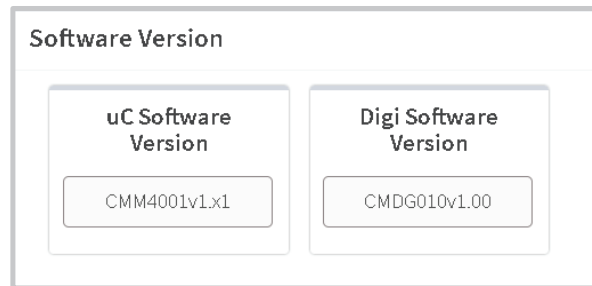 Software Version
uC Software
Version
Digi Software
Version
CMM4001v1.x1
CMDG010v1.00